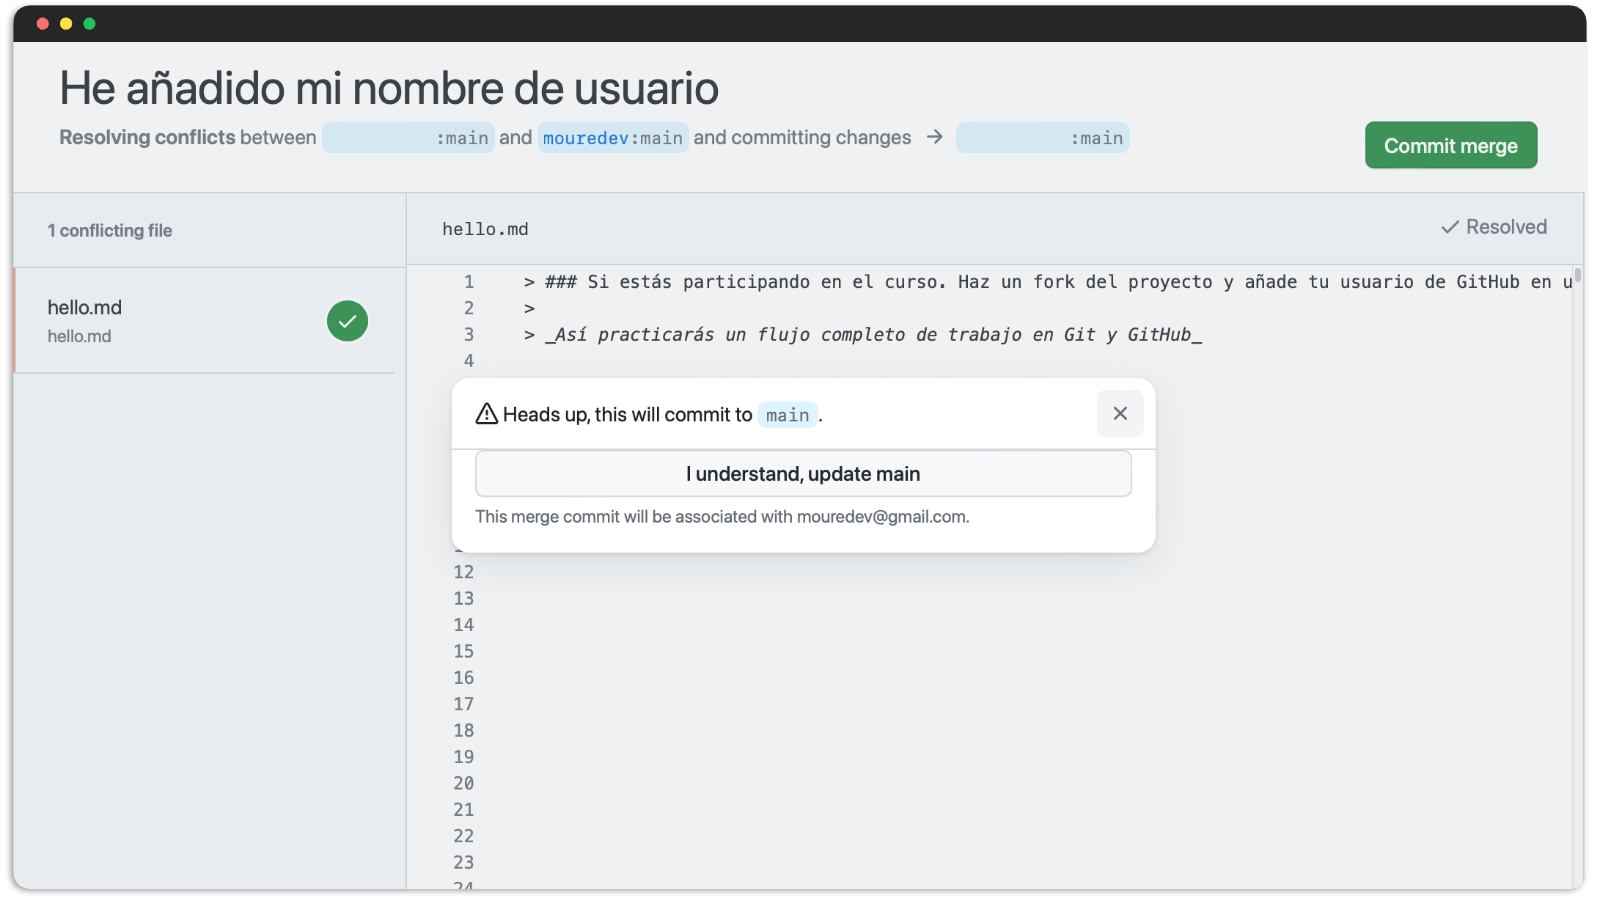 He añadido mi nombre de usuario
Resolving conflicts between :main and mouredev:main and committing changes → :main
Commit merge
1 conflicting file
hello.md
hello.md
hello.md
Resolved
1 > ### Si estás participando en el curso. Haz un fork del proyecto y añade tu usuario de GitHub en u
2 >
3 > _Así practicarás un flujo completo de trabajo en Git y GitHub_
4
Heads up, this will commit to main.
I understand, update main
This merge commit will be associated with mouredev@gmail.com.
12
13
14
15
16
17
18
19
20
21
22
23
24